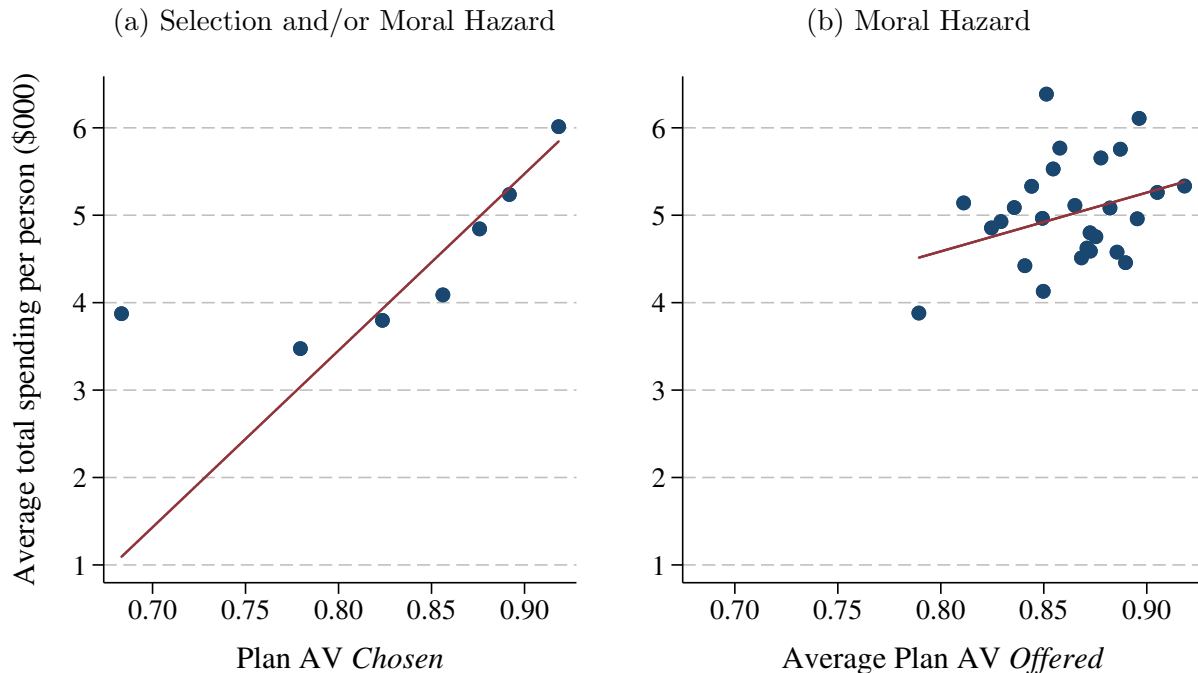 (a) Selection and/or Moral Hazard
Average total spending per person ($000)
6
5
4
3
2
1
0.70 0.75 0.80 0.85 0.90
Plan AV Chosen
(b) Moral Hazard
6
5
4
3
2
1
0.70 0.75 0.80 0.85 0.90
Average Plan AV Offered